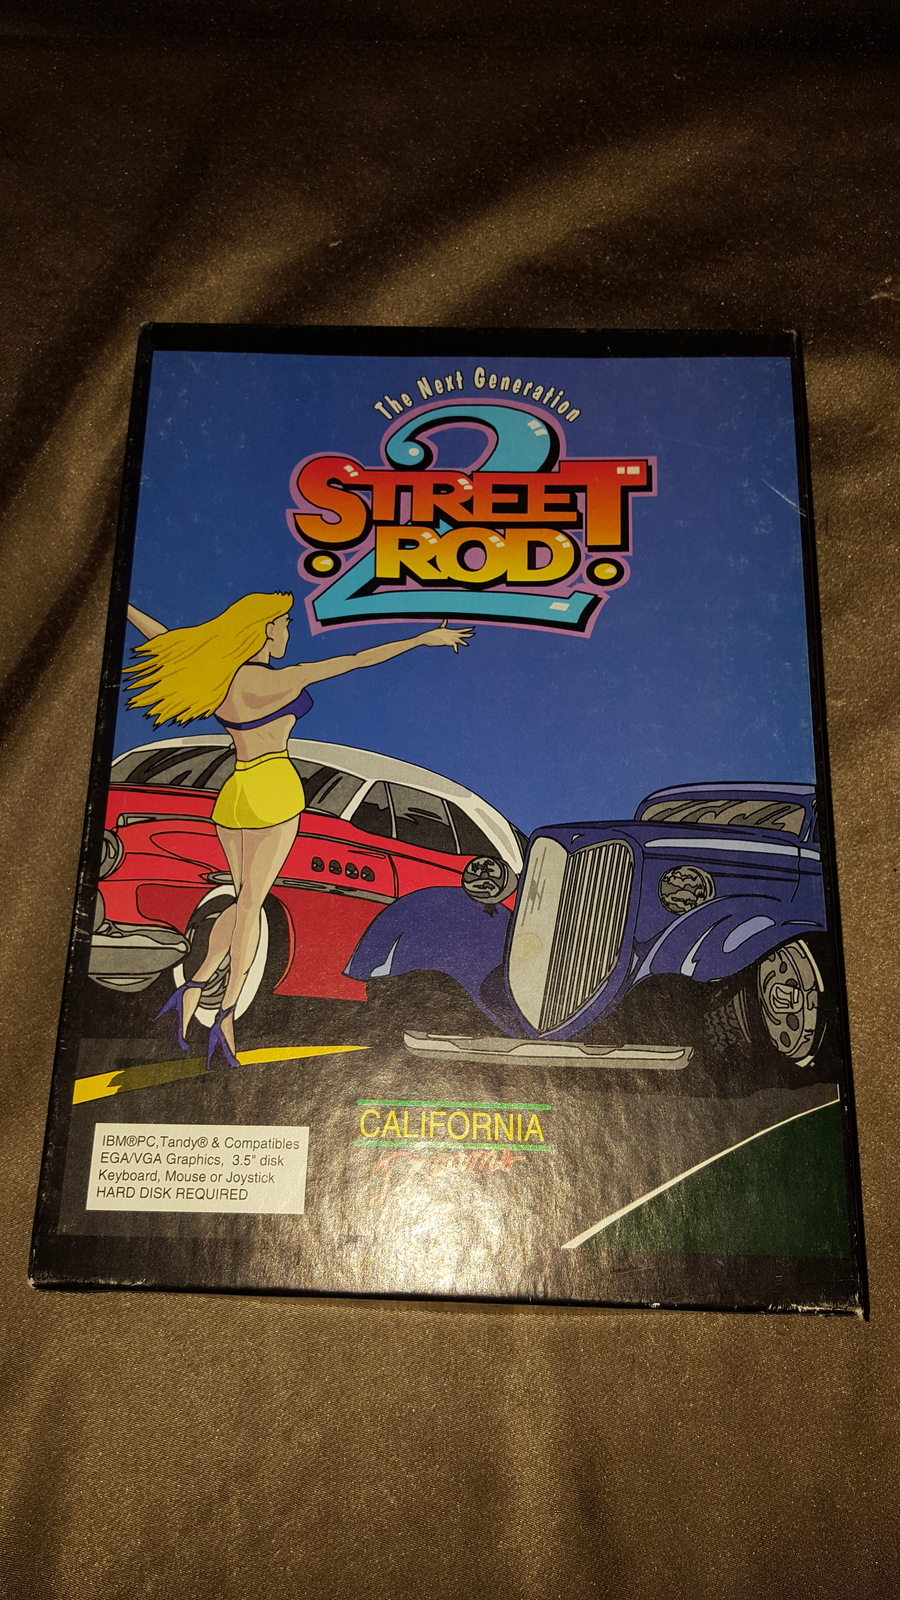 The Next Generation
2
STREET
ROD
CALIFORNIA
IBM®PC,Tandy® & Compatibles
EGA/VGA Graphics, 3.5" disk
Keyboard, Mouse or Joystick
HARD DISK REQUIRED